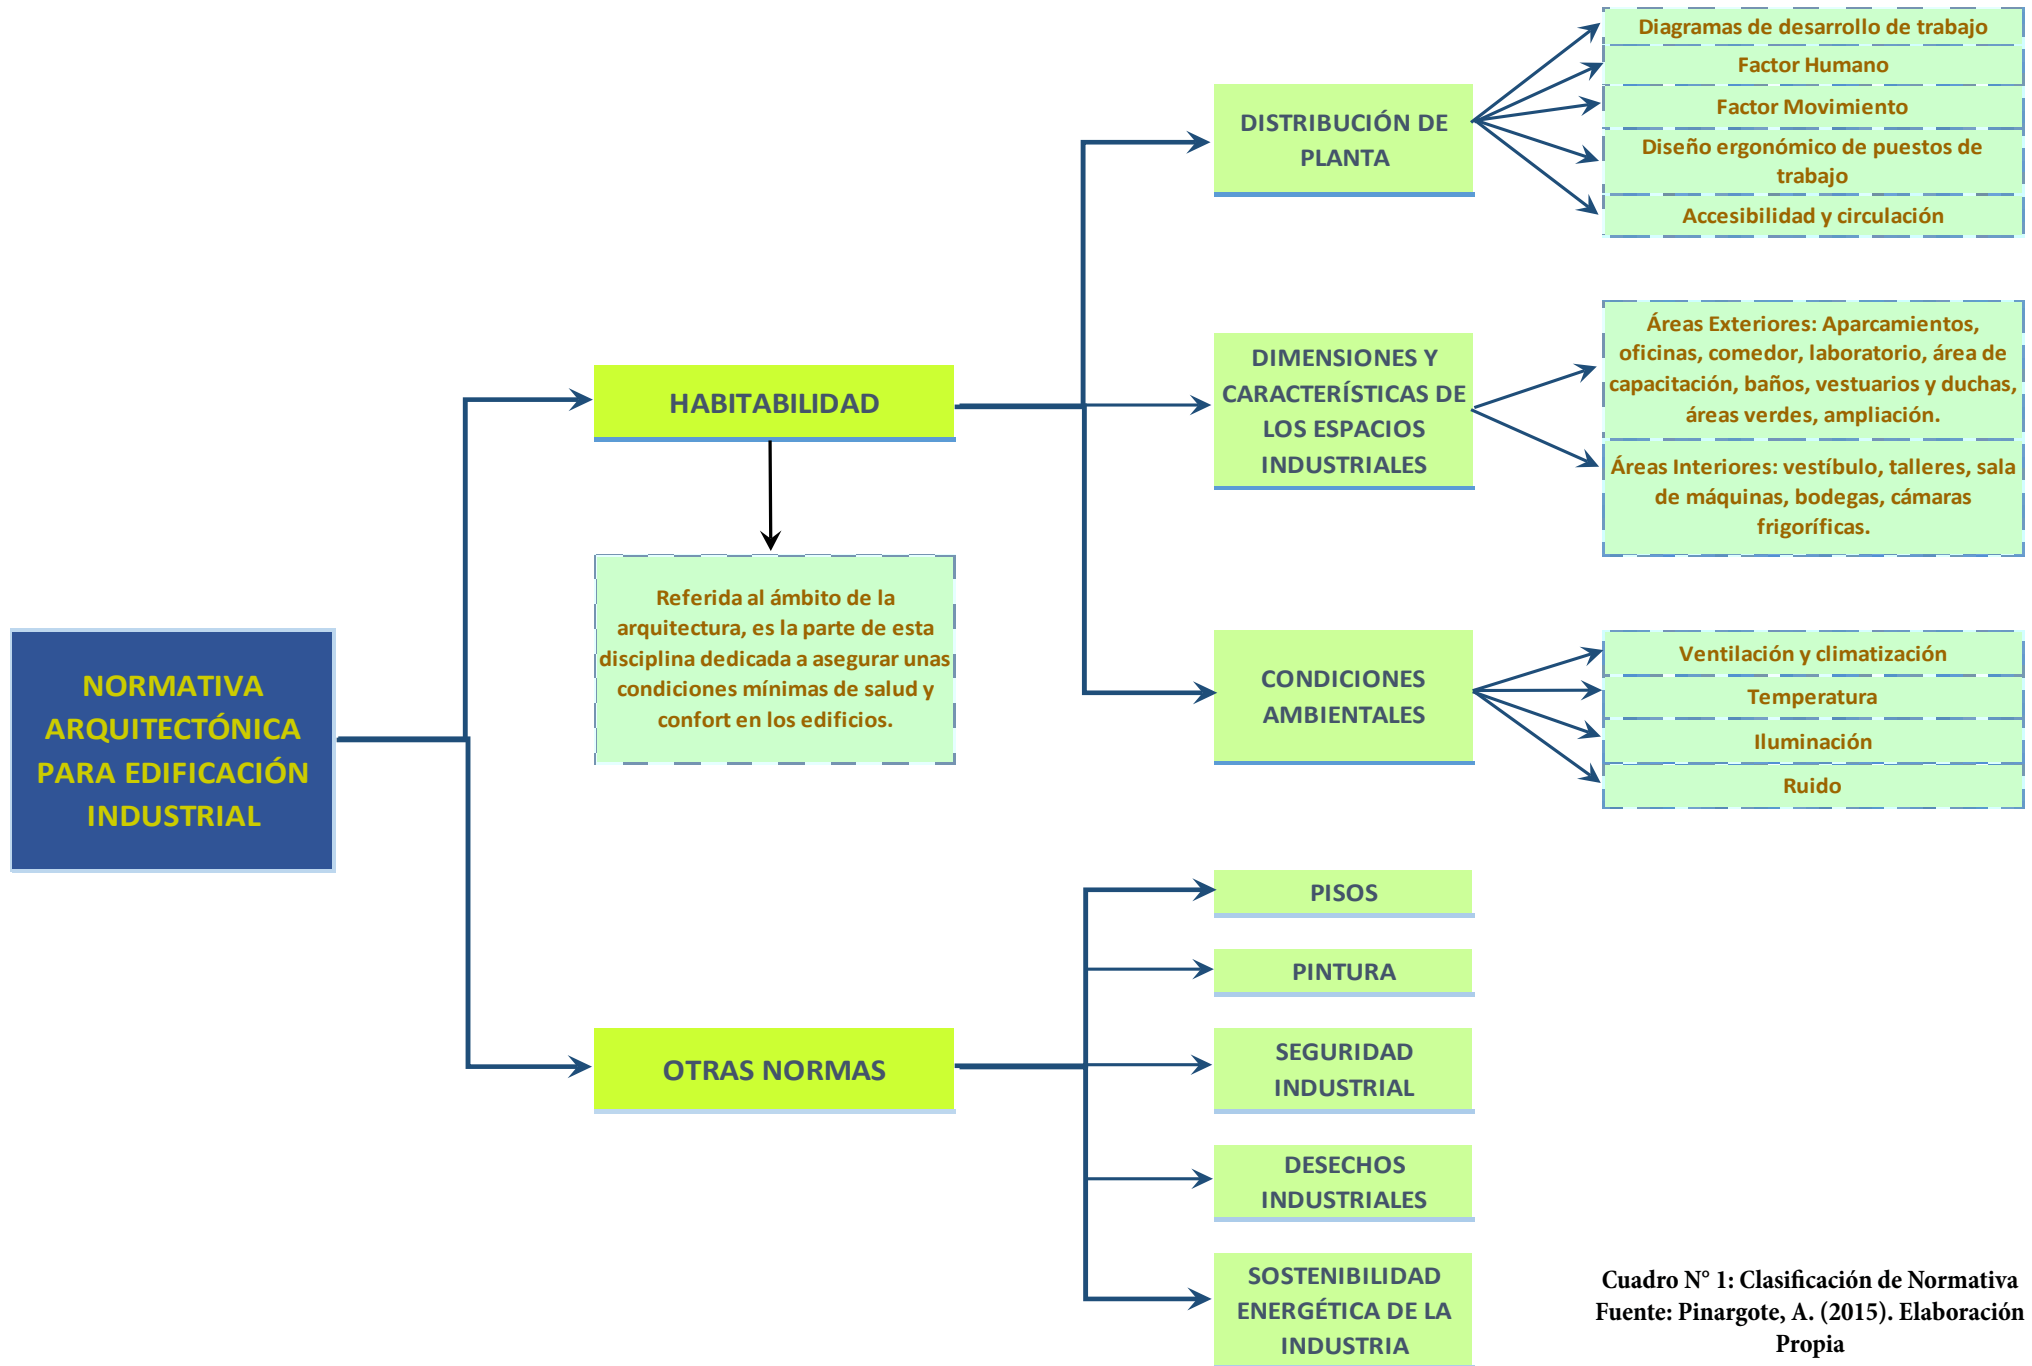 NORMATIVA
ARQUITECTÓNICA
PARA EDIFICACIÓN
INDUSTRIAL
HABITABILIDAD
Referida al ámbito de la
arquitectura, es la parte de esta
disciplina dedicada a asegurar unas
condiciones mínimas de salud y
confort en los edificios.
DISTRIBUCIÓN DE
PLANTA
Diagramas de desarrollo de trabajo
Factor Humano
Factor Movimiento
Diseño ergonómico de puestos de
trabajo
Accesibilidad y circulación
DIMENSIONES Y
CARACTERÍSTICAS DE
LOS ESPACIOS
INDUSTRIALES
Áreas Exteriores: Aparcamientos,
oficinas, comedor, laboratorio, área de
capacitación, baños, vestuarios y duchas,
áreas verdes, ampliación.
Áreas Interiores: vestíbulo, talleres, sala
de máquinas, bodegas, cámaras
frigoríficas.
CONDICIONES
AMBIENTALES
Ventilación y climatización
Temperatura
Iluminación
Ruido
OTRAS NORMAS
PISOS
PINTURA
SEGURIDAD
INDUSTRIAL
DESECHOS
INDUSTRIALES
SOSTENIBILIDAD
ENERGÉTICA DE LA
INDUSTRIA
Cuadro N° 1: Clasificación de Normativa
Fuente: Pinargote, A. (2015). Elaboración
Propia